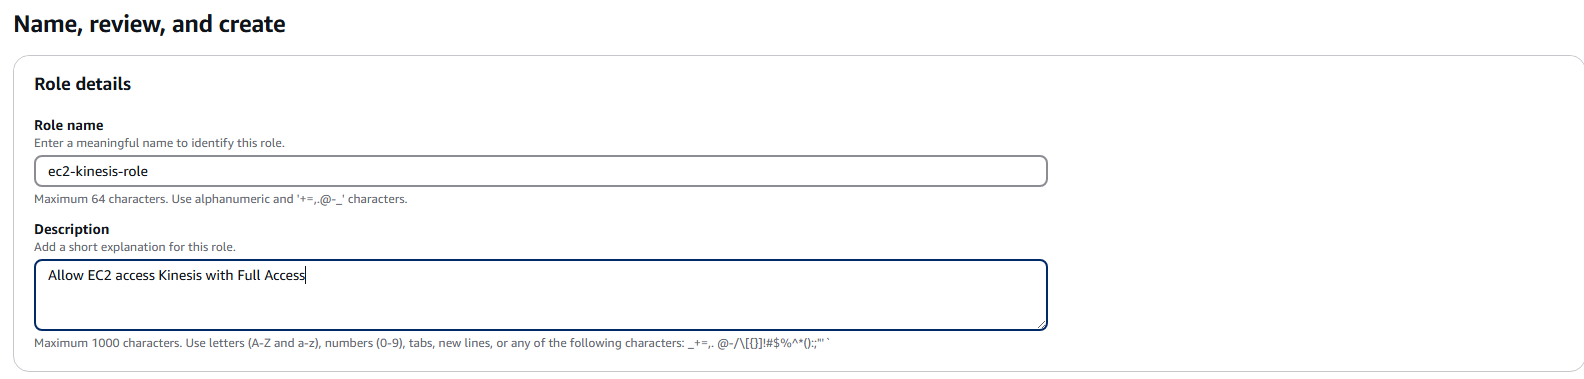 Name, review, and create
Role details
Role name
Enter a meaningful name to identify this role.
ec2-kinesis-role
Maximum 64 characters. Use alphanumeric and '+=,.@-_' characters.
Description
Add a short explanation for this role.
Allow EC2 access Kinesis with Full Access
Maximum 1000 characters. Use letters (A-Z and a-z), numbers (0-9), tabs, new lines, or any of the following characters: _+=,. @-/\[{}]!#$%^*();:"'`